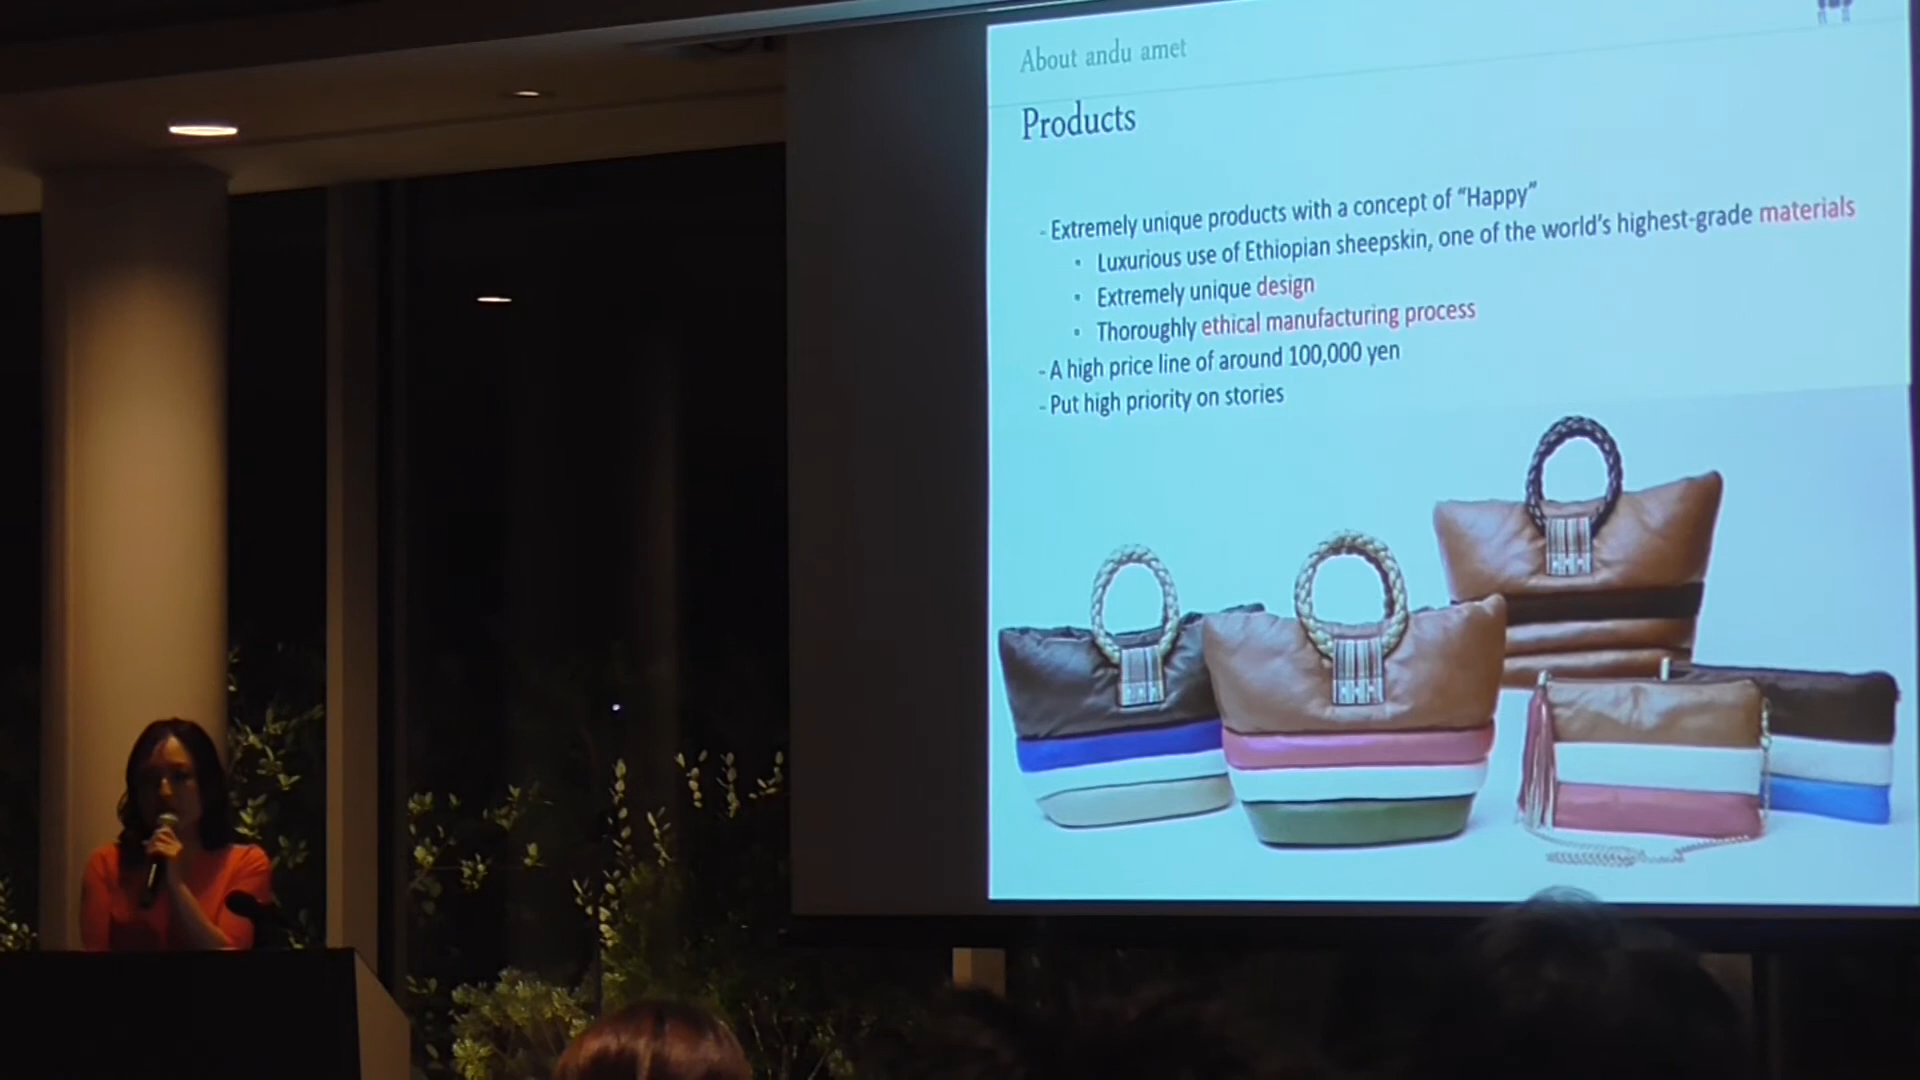 About andu amet
Products
- Extremely unique products with a concept of “Happy”
• Luxurious use of Ethiopian sheepskin, one of the world’s highest-grade materials
• Extremely unique design
• Thoroughly ethical manufacturing process
- A high price line of around 100,000 yen
- Put high priority on stories